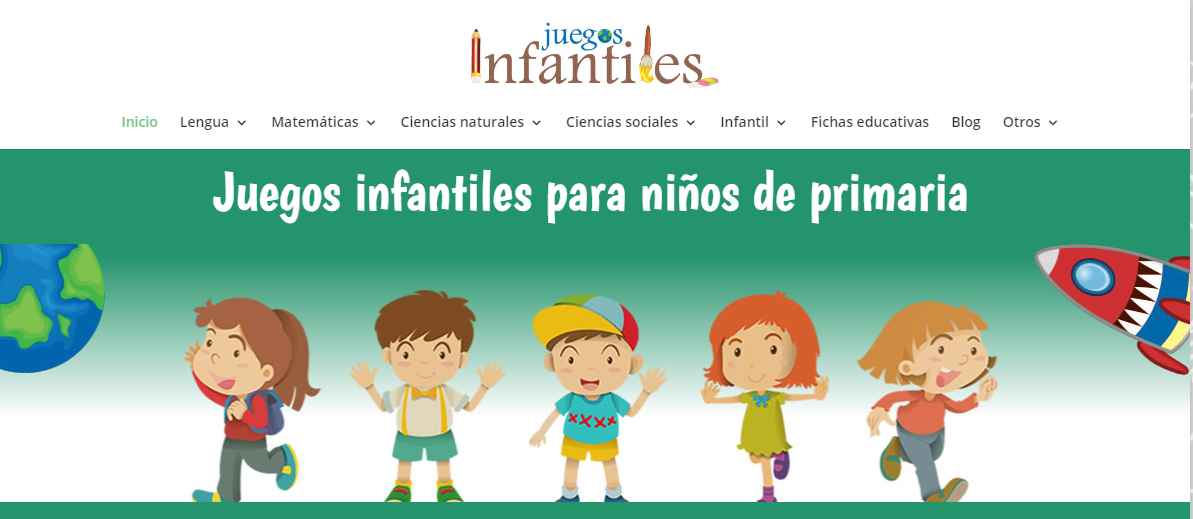 juegos
Infantiles
Inicio Lengua Matemáticas Ciencias naturales Ciencias sociales Infantil Fichas educativas Blog Otros
Juegos infantiles para niños de primaria
XXXX